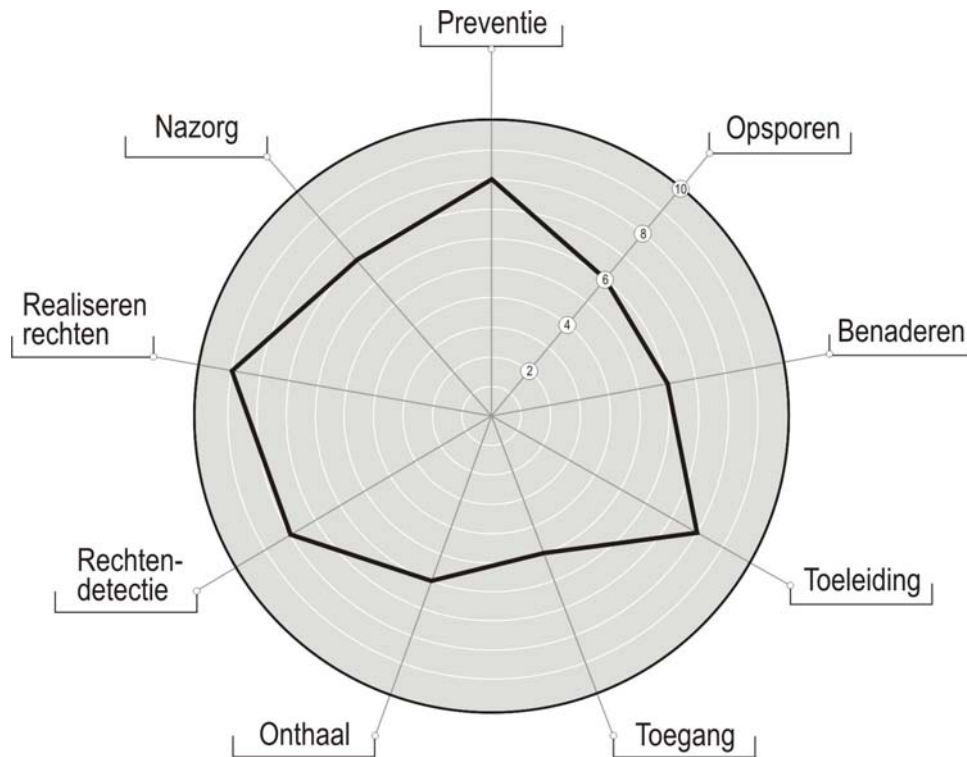 Preventie
Nazorg
Opsporen
10
8
Realiseren
rechten
6
Benaderen
4
2
Rechten-
detectie
Toeleiding
Onthaal
Toegang